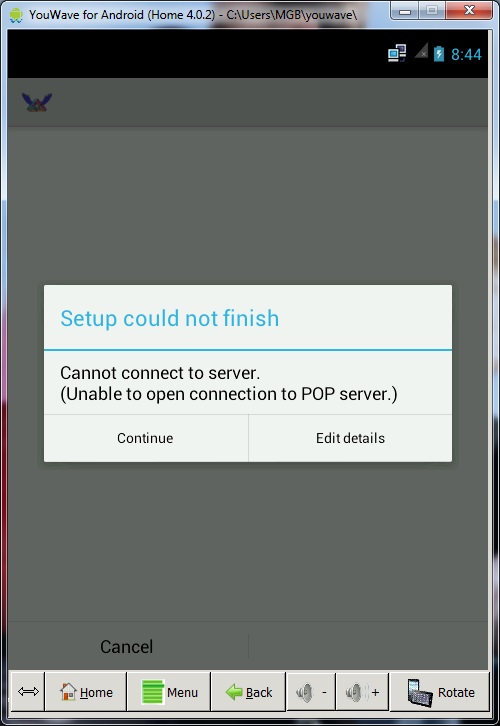 YouWave for Android (Home 4.0.2) - C:\Users\MGB\youwave\
8:44
Setup could not finish
Cannot connect to server.
(Unable to open connection to POP server.)
Continue
Edit details
Cancel
Home
Menu
Back
-
+
Rotate